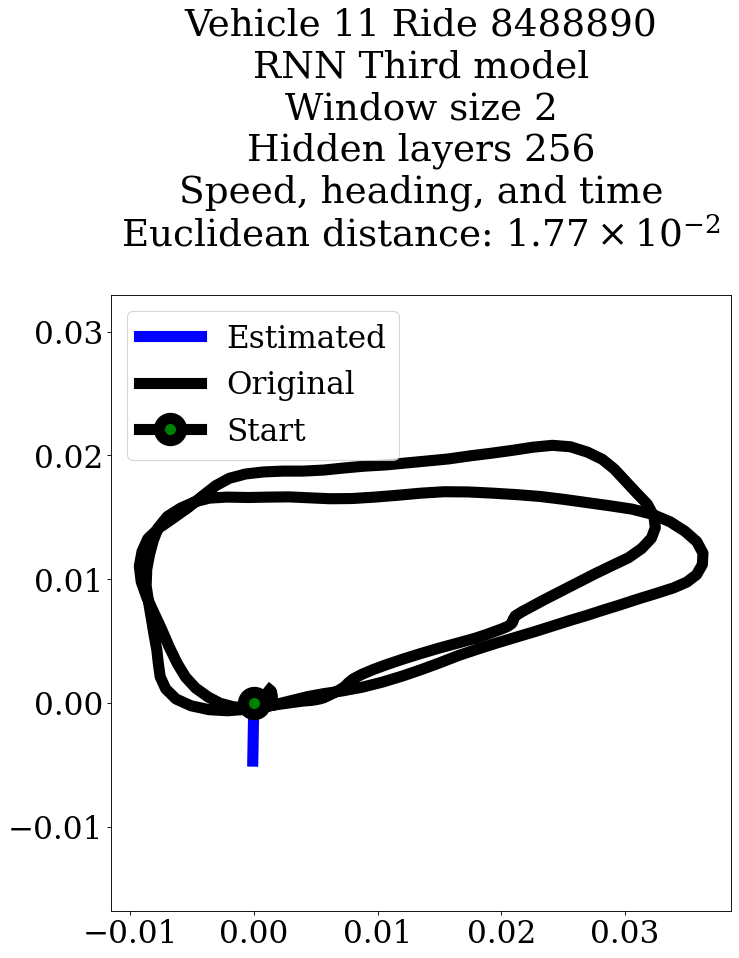 Vehicle 11 Ride 8488890
RNN Third model
Window size 2
Hidden layers 256
Speed, heading, and time
Euclidean distance: 1.77 × 10⁻²
Estimated
Original
Start
0.03
0.02
0.01
0.00
−0.01
−0.01 0.00 0.01 0.02 0.03